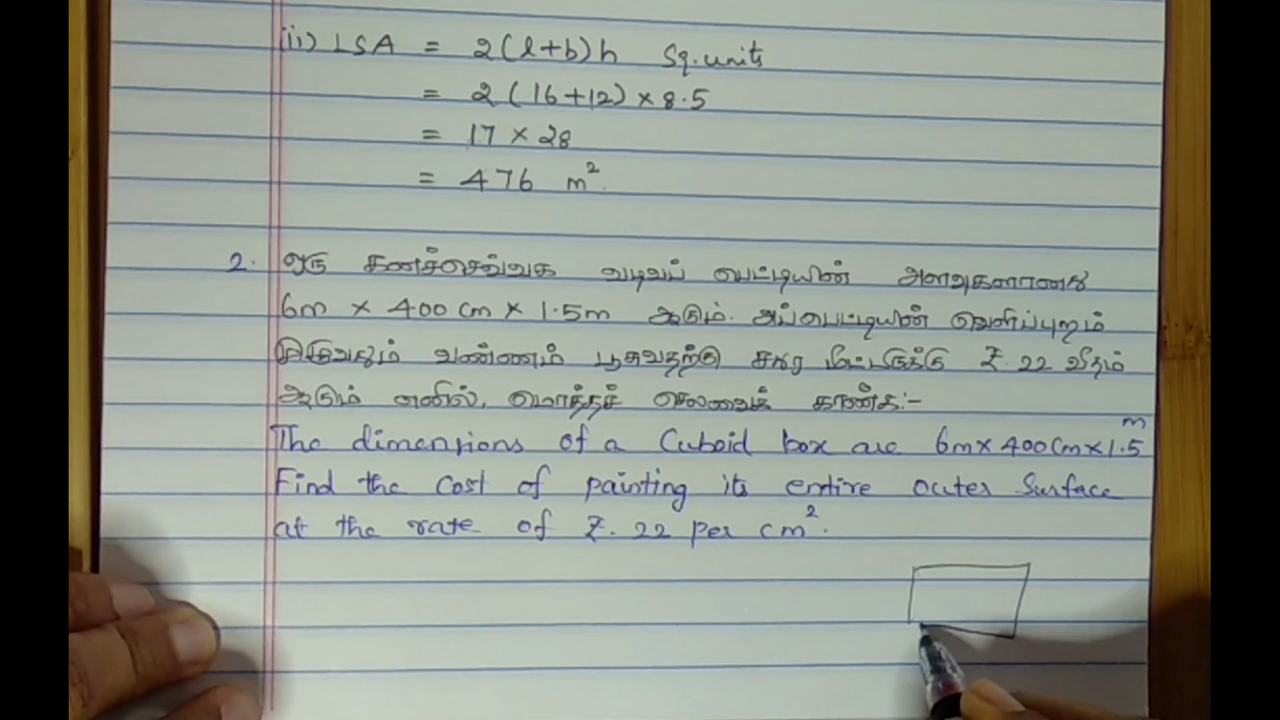 (ii) LSA = 2(l+b)h Sq.units
= 2(16+12)×8.5
= 17 × 28
= 476 m²
2. ஒரு கனச்செவ்வக வடிவப் பெட்டியின் அளவுகளானது
6m × 400 cm × 1.5m ஆகும். அப்பெட்டியின் வெளிப்புறம்
முழுவதும் வண்ணம் பூசுவதற்கு சதுர மீட்டருக்கு ₹. 22 வீதம்
ஆகும் எனில், மொத்தச் செலவைக் காண்க:-
The dimensions of a Cuboid box are 6m×400cm×1.5 m
Find the cost of painting its entire outer Surface
at the rate of ₹. 22 per cm².